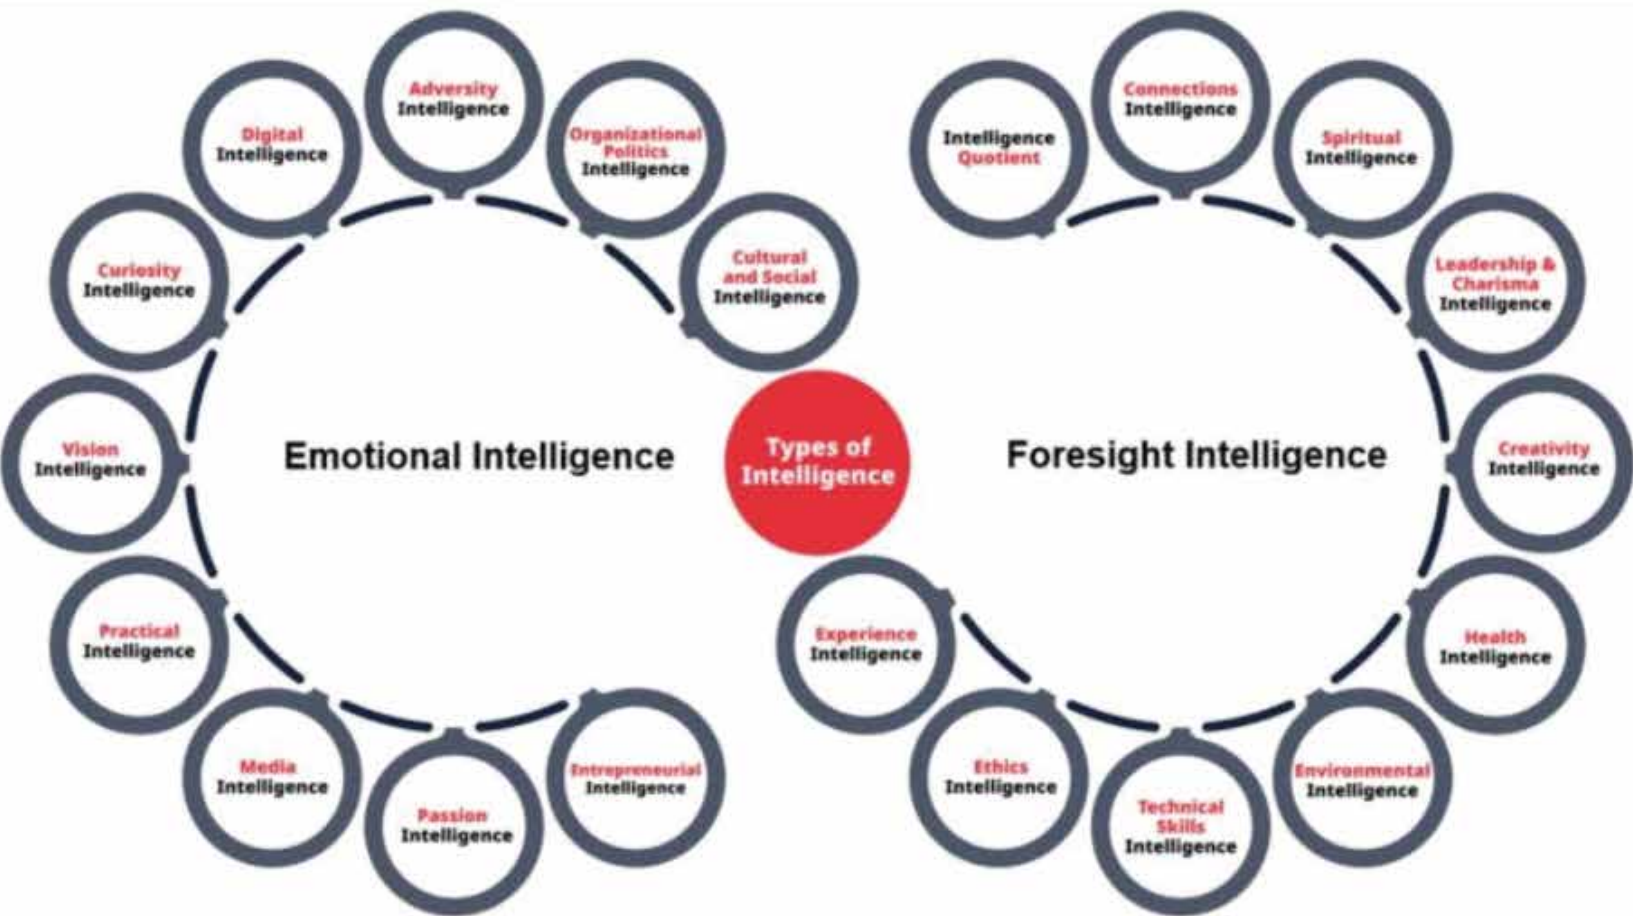 Adversity
Intelligence
Digital
Intelligence
Organizational
Politics
Intelligence
Curiosity
Intelligence
Cultural
and Social
Intelligence
Vision
Intelligence
Emotional Intelligence
Practical
Intelligence
Media
Intelligence
Passion
Intelligence
Entrepreneurial
Intelligence
Types of
Intelligence
Intelligence
Quotient
Connections
Intelligence
Spiritual
Intelligence
Leadership &
Charisma
Intelligence
Foresight Intelligence
Creativity
Intelligence
Experience
Intelligence
Health
Intelligence
Ethics
Intelligence
Environmental
Intelligence
Technical
Skills
Intelligence